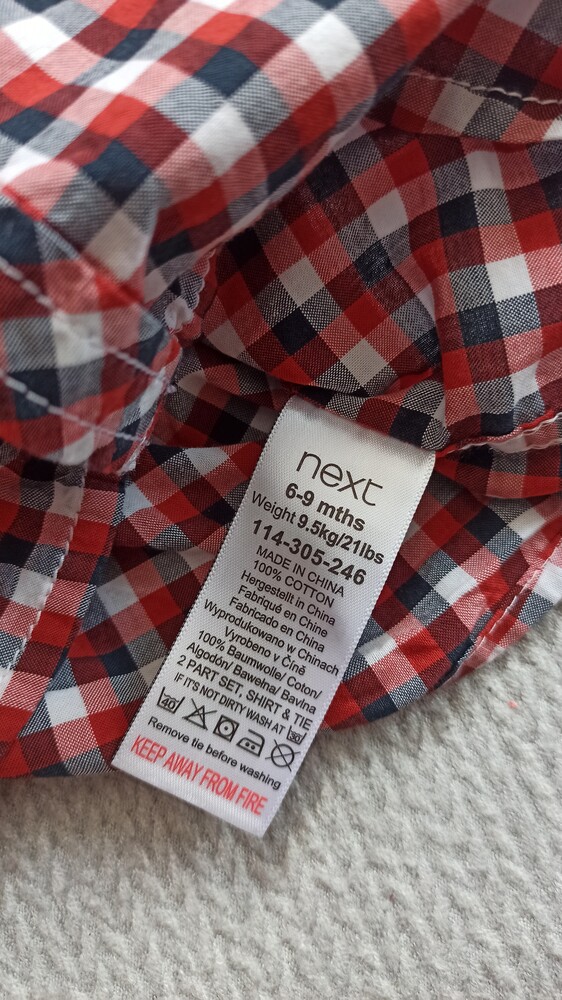 next
6-9 mths
Weight 9.5kg/21lbs
114-305-246
MADE IN CHINA
100% COTTON
Hergestellt in China
Fabriqué en Chine
Fabricado en China
Wyprodukowano w Chinach
Vyrobeno v Číně
100% Baumwolle/ Coton/
Algodón/ Bawełna/ Bavlna
2 PART SET, SHIRT & TIE
IF IT'S NOT DIRTY WASH AT 30
40
Remove tie before washing
KEEP AWAY FROM FIRE